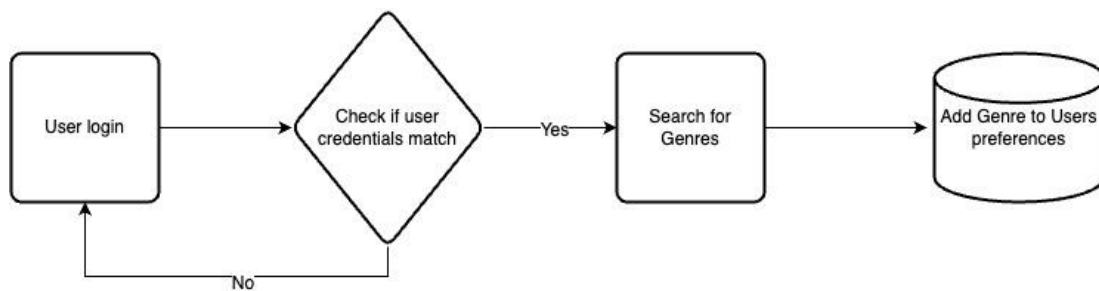 User login
Check if user
credentials match
Yes
Search for
Genres
Add Genre to Users
preferences
No